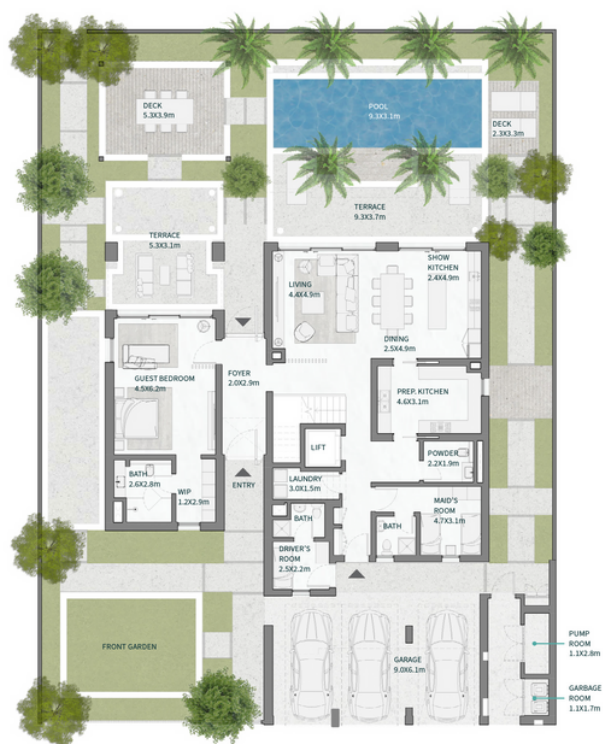 DECK
5.3X3.9m
POOL
9.3X3.1m
DECK
2.3X3.3m
TERRACE
9.3X3.7m
TERRACE
5.3X3.1m
LIVING
4.4X4.9m
SHOW
KITCHEN
2.4X4.9m
DINING
2.5X4.9m
GUEST BEDROOM
4.5X6.2m
FOYER
2.0X2.9m
PREP. KITCHEN
4.6X3.1m
LIFT
POWDER
2.2X1.9m
BATH
2.6X2.8m
WIP
1.2X2.9m
ENTRY
LAUNDRY
3.0X1.5m
MAID'S
ROOM
4.7X3.1m
BATH
BATH
DRIVER'S
ROOM
2.5X2.2m
FRONT GARDEN
GARAGE
9.0X6.1m
PUMP
ROOM
1.1X2.8m
GARBAGE
ROOM
1.1X1.7m